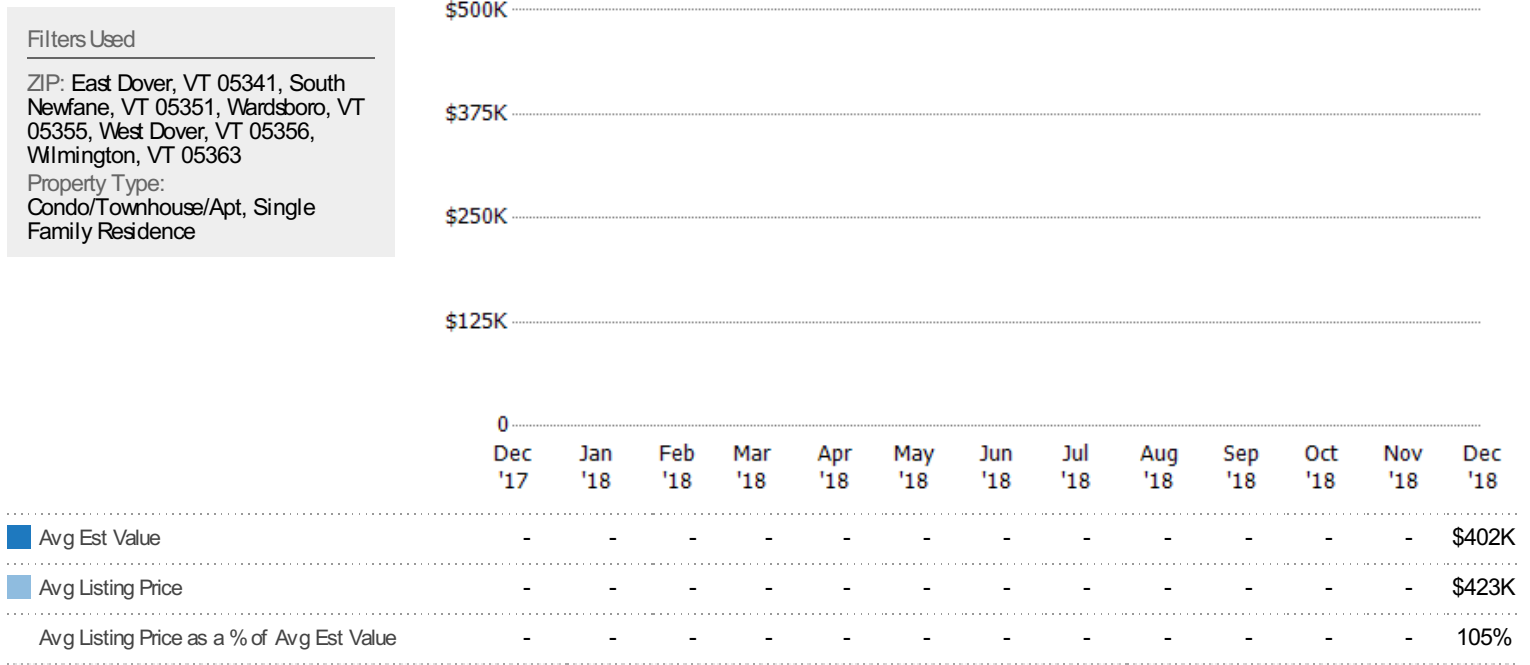 Filters Used
ZIP: East Dover, VT 05341, South
Newfane, VT 05351, Wardsboro, VT
05355, West Dover, VT 05356,
Wilmington, VT 05363
Property Type:
Condo/Townhouse/Apt, Single
Family Residence
$500K
$375K
$250K
$125K
0
Dec Jan Feb Mar Apr May Jun Jul Aug Sep Oct Nov Dec
'17 '18 '18 '18 '18 '18 '18 '18 '18 '18 '18 '18 '18
Avg Est Value - - - - - - - - - - - - $402K
Avg Listing Price - - - - - - - - - - - - $423K
Avg Listing Price as a % of Avg Est Value - - - - - - - - - - - - 105%